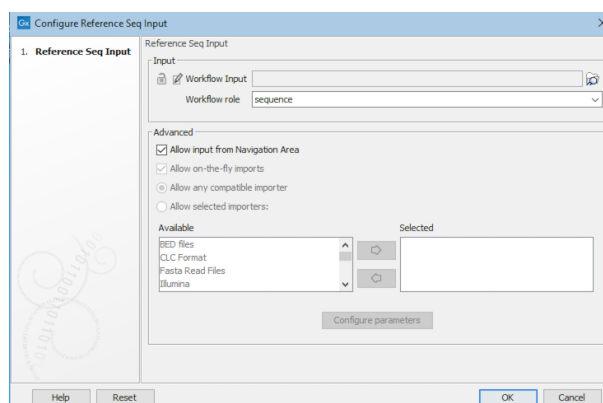 Gx Configure Reference Seq Input
1. Reference Seq Input
Reference Seq Input
Input
Workflow Input
Workflow role sequence
Advanced
Allow input from Navigation Area
Allow on-the-fly imports
Allow any compatible importer
Allow selected importers:
Available Selected
BED files
CLC Format
Fasta Read Files
Illumina
Configure parameters
Help Reset OK Cancel